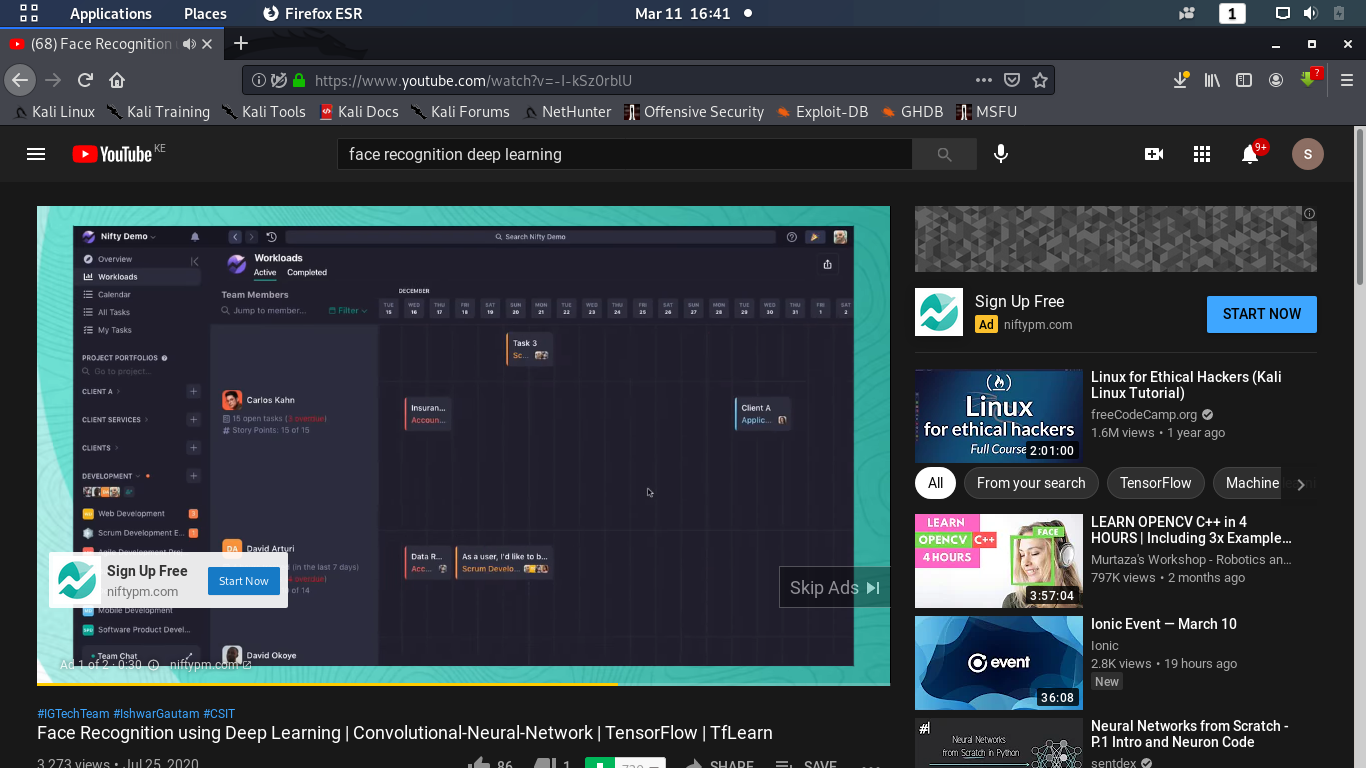 Applications Places Firefox ESR Mar 11 16:41 1
(68) Face Recognition
https://www.youtube.com/watch?v=-I-kSz0rblU
Kali Linux Kali Training Kali Tools Kali Docs Kali Forums NetHunter Offensive Security Exploit-DB GHDB MSFU
YouTube KE
face recognition deep learning
9+
S
Nifty Demo
Search Nifty Demo
Overview
Workloads
Calendar
All Tasks
My Tasks
PROJECT PORTFOLIOS
Go to project...
CLIENT A
CLIENT SERVICES
CLIENTS
DEVELOPMENT
Web Development 3
Scrum Development E... 1
Mobile Development
Software Product Devel...
Team Chat
Workloads
Active Completed
Team Members
Jump to member... Filter
DECEMBER
TUE WED THU FRI SAT SUN MON TUE WED THU FRI SAT SUN MON TUE WED THU FRI SAT
15 16 17 18 19 20 21 22 23 24 25 26 27 28 29 30 31 1 2
Task 3
Sc...
Carlos Kahn
15 open tasks (3 overdue)
Story Points: 15 of 15
Insuran...
Accoun...
Client A
Applic...
DA David Arturi
(in the last 7 days)
overdue)
of 14
Data R...
Acc...
As a user, I'd like to b...
Scrum Develo...
David Okoye
Sign Up Free
niftypm.com
Start Now
Skip Ads
Ad 1 of 2 · 0:30 niftypm.com
#IGTechTeam #IshwarGautam #CSIT
Face Recognition using Deep Learning | Convolutional-Neural-Network | TensorFlow | TfLearn
3,273 views • Jul 25, 2020
86 1 SHARE SAVE
Sign Up Free
Ad niftypm.com
START NOW
Linux
for ethical hackers
Full Course
2:01:00
Linux for Ethical Hackers (Kali
Linux Tutorial)
freeCodeCamp.org
1.6M views • 1 year ago
All From your search TensorFlow Machine
LEARN
OPENCV C++
4 HOURS
FACE
3:57:04
LEARN OPENCV C++ in 4
HOURS | Including 3x Example...
Murtaza's Workshop - Robotics an...
797K views • 2 months ago
event
36:08
Ionic Event — March 10
Ionic
2.8K views • 19 hours ago
New
Neural Networks
from Scratch in Python
Neural Networks from Scratch -
P.1 Intro and Neuron Code
sentdex